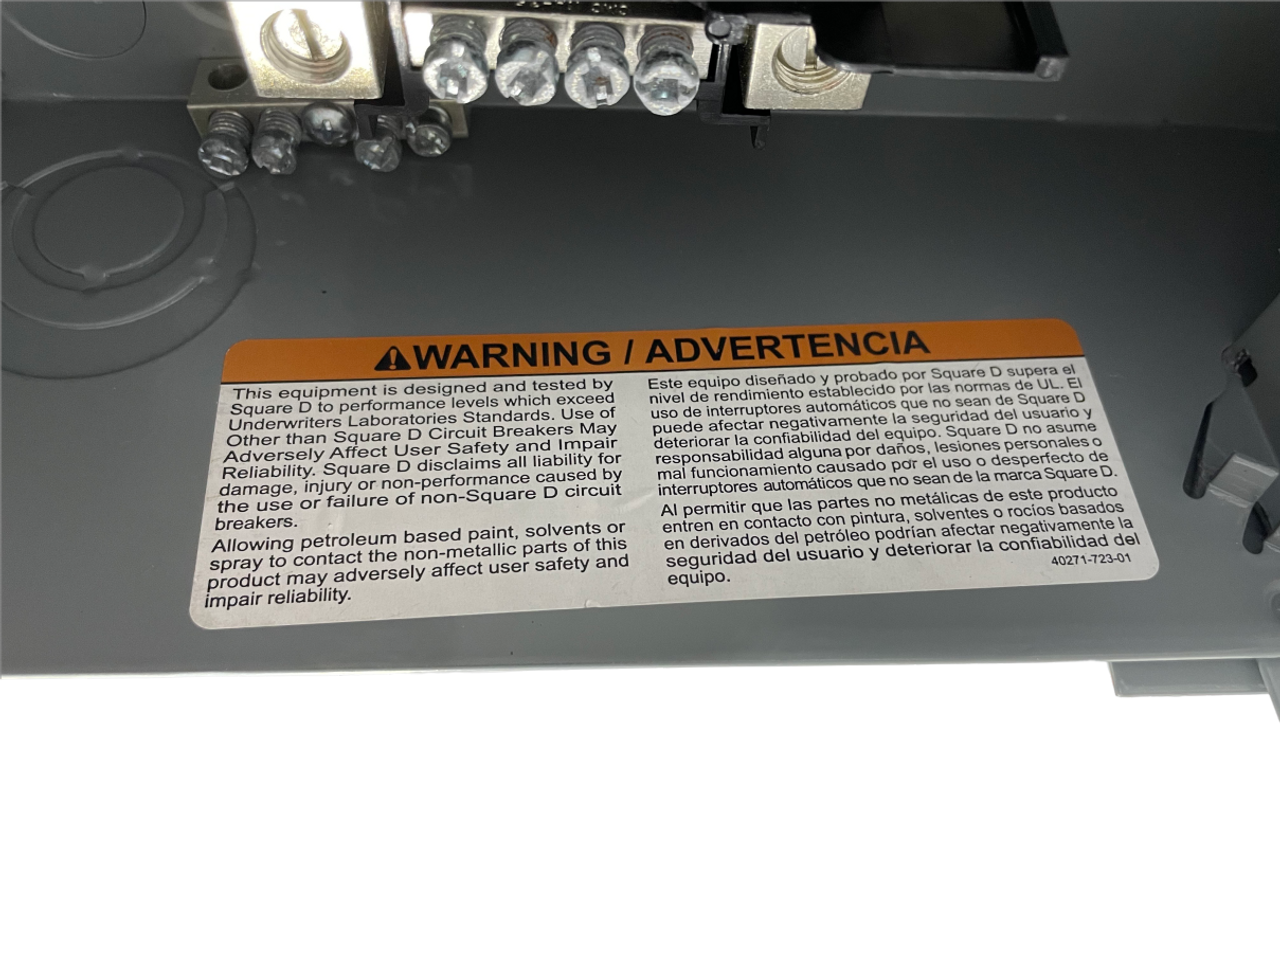 WARNING / ADVERTENCIA
This equipment is designed and tested by
Square D to performance levels which exceed
Underwriters Laboratories Standards. Use of
Other than Square D Circuit Breakers May
Adversely Affect User Safety and Impair
Reliability. Square D disclaims all liability for
damage, injury or non-performance caused by
the use or failure of non-Square D circuit
breakers.
Allowing petroleum based paint, solvents or
spray to contact the non-metallic parts of this
product may adversely affect user safety and
impair reliability.
Este equipo diseñado y probado por Square D supera el
nivel de rendimiento establecido por las normas de UL. El
uso de interruptores automáticos que no sean de Square D
puede afectar negativamente la seguridad del usuario y
deteriorar la confiabilidad del equipo. Square D no asume
responsabilidad alguna por daños, lesiones personales o
mal funcionamiento causado por el uso o desperfecto de
interruptores automáticos que no sean de la marca Square D.
Al permitir que las partes no metálicas de este producto
entren en contacto con pintura, solventes o rocíos basados
en derivados del petróleo podrían afectar negativamente la
seguridad del usuario y deteriorar la confiabilidad del
equipo.
40271-723-01